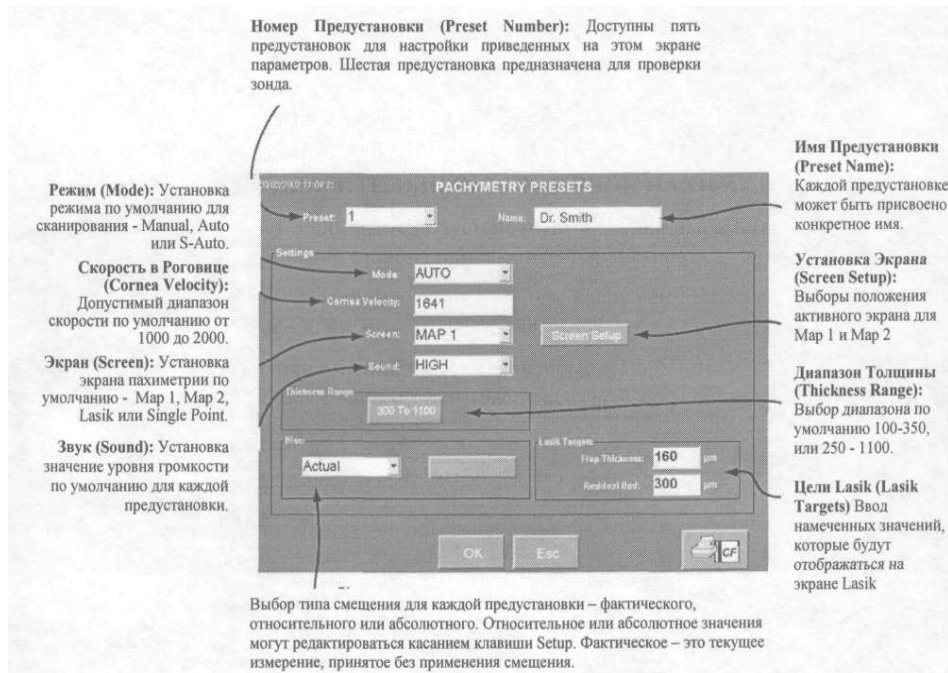 Номер Предустановки (Preset Number): Доступны пять
предустановок для настройки приведенных на этом экране
параметров. Шестая предустановка предназначена для проверки
зонда.
Режим (Mode): Установка
режима по умолчанию для
сканирования - Manual, Auto
или S-Auto.
Скорость в Роговице
(Cornea Velocity):
Допустимый диапазон
скорости по умолчанию от
1000 до 2000.
Экран (Screen): Установка
экрана пахиметрии по
умолчанию - Map 1, Map 2,
Lasik или Single Point.
Звук (Sound): Установка
значение уровня громкости
по умолчанию для каждой
предустановки.
PACHYMETRY PRESETS
Preset: 1
Name: Dr. Smith
Settings
Mode: AUTO
Cornea Velocity: 1641
Screen: MAP 1
Screen Setup
Sound: HIGH
Thickness Range
300 To 1100
Bias:
Actual
Lasik Targets
Flap Thickness: 160 µm
Residual Bed: 300 µm
OK
Esc
CF
Имя Предустановки
(Preset Name):
Каждой предустановке
может быть присвоено
конкретное имя.
Установка Экрана
(Screen Setup):
Выборы положения
активного экрана для
Map 1 и Map 2
Диапазон Толщины
(Thickness Range):
Выбор диапазона по
умолчанию 100-350,
или 250 - 1100.
Цели Lasik (Lasik
Targets) Ввод
намеченных значений,
которые будут
отображаться на
экране Lasik
Выбор типа смещения для каждой предустановки – фактического,
относительного или абсолютного. Относительное или абсолютное значения
могут редактироваться касанием клавиши Setup. Фактическое – это текущее
измерение, принятое без применения смещения.